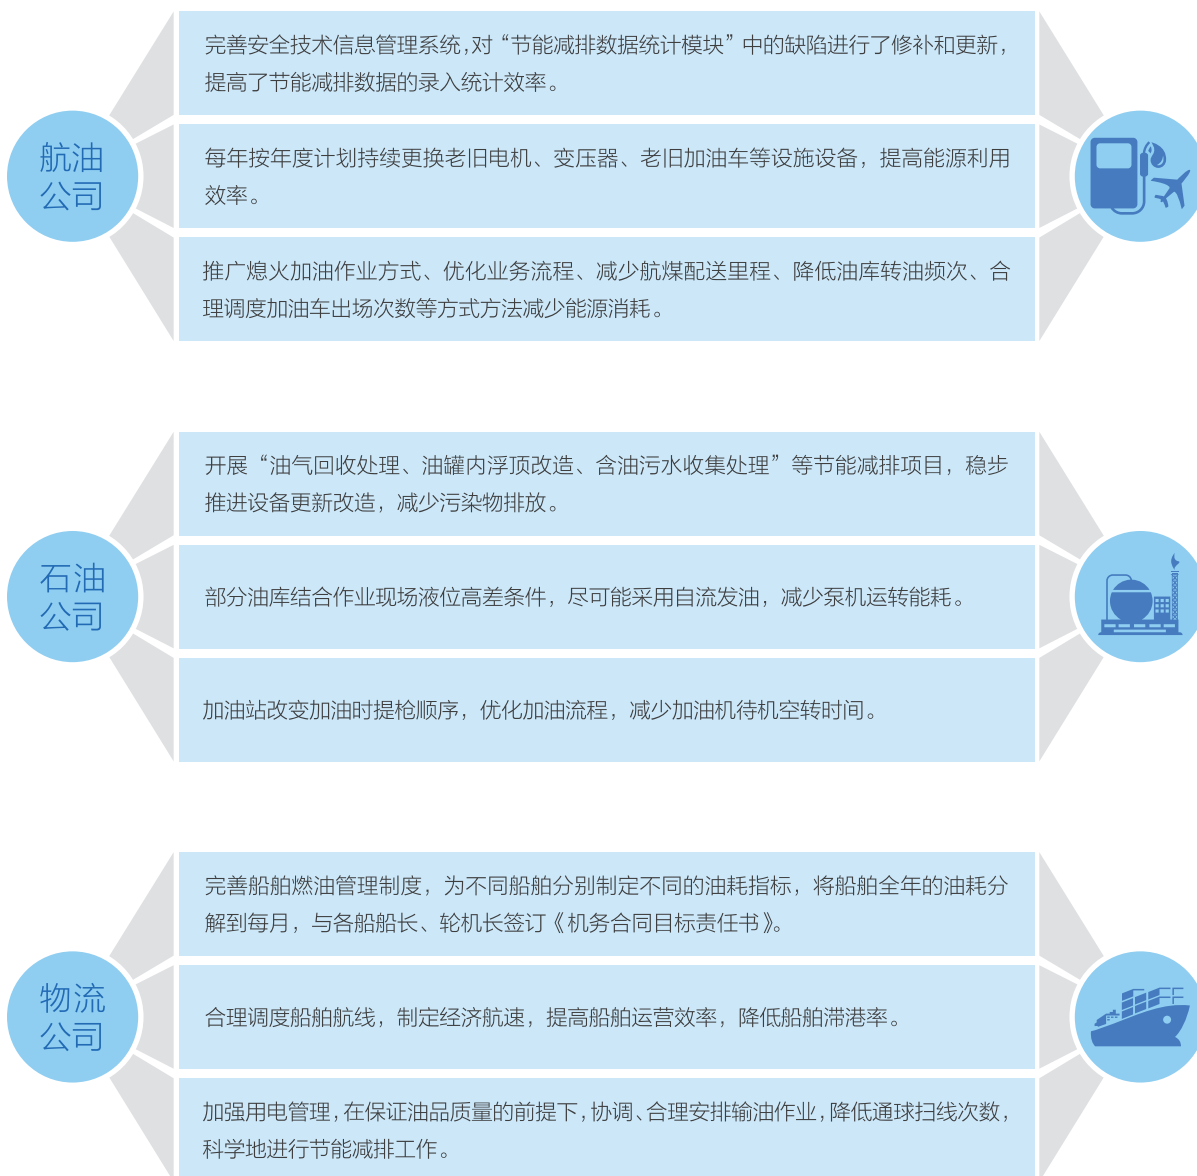 航油
公司
完善安全技术信息管理系统,对“节能减排数据统计模块”中的缺陷进行了修补和更新,
提高了节能减排数据的录入统计效率。
每年按年度计划持续更换老旧电机、变压器、老旧加油车等设施设备，提高能源利用
效率。
推广熄火加油作业方式、优化业务流程、减少航煤配送里程、降低油库转油频次、合
理调度加油车出场次数等方式方法减少能源消耗。
石油
公司
开展“油气回收处理、油罐内浮顶改造、含油污水收集处理”等节能减排项目，稳步
推进设备更新改造，减少污染物排放。
部分油库结合作业现场液位高差条件，尽可能采用自流发油，减少泵机运转能耗。
加油站改变加油时提枪顺序，优化加油流程，减少加油机待机空转时间。
物流
公司
完善船舶燃油管理制度，为不同船舶分别制定不同的油耗指标，将船舶全年的油耗分
解到每月，与各船船长、轮机长签订《机务合同目标责任书》。
合理调度船舶航线，制定经济航速，提高船舶运营效率，降低船舶滞港率。
加强用电管理,在保证油品质量的前提下,协调、合理安排输油作业,降低通球扫线次数,
科学地进行节能减排工作。